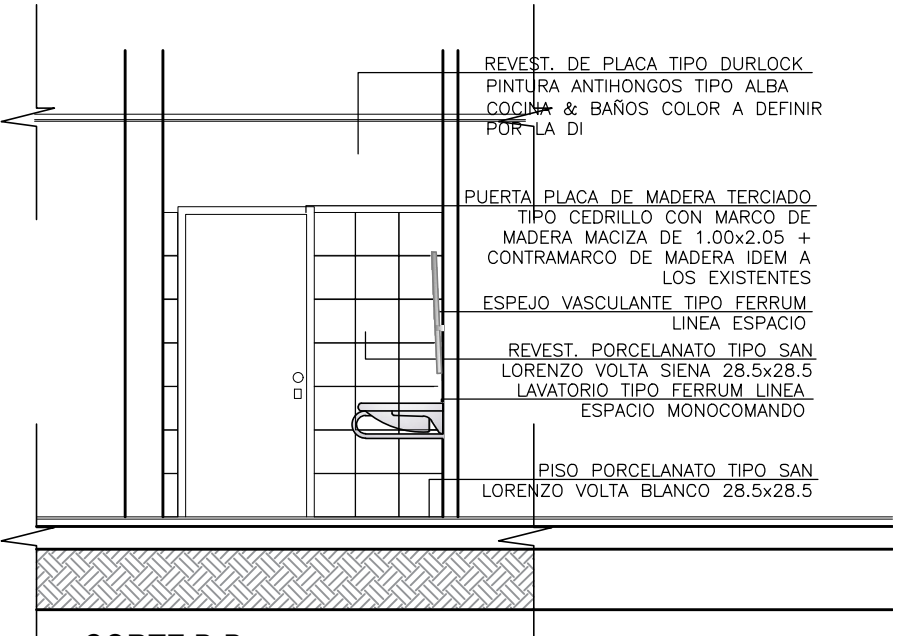 REVEST. DE PLACA TIPO DURLOCK
PINTURA ANTIHONGOS TIPO ALBA
COCINA & BAÑOS COLOR A DEFINIR
POR LA DI
PUERTA PLACA DE MADERA TERCIADO
TIPO CEDRILLO CON MARCO DE
MADERA MACIZA DE 1.00x2.05 +
CONTRAMARCO DE MADERA IDEM A
LOS EXISTENTES
ESPEJO VASCULANTE TIPO FERRUM
LINEA ESPACIO
REVEST. PORCELANATO TIPO SAN
LORENZO VOLTA SIENA 28.5x28.5
LAVATORIO TIPO FERRUM LINEA
ESPACIO MONOCOMANDO
PISO PORCELANATO TIPO SAN
LORENZO VOLTA BLANCO 28.5x28.5